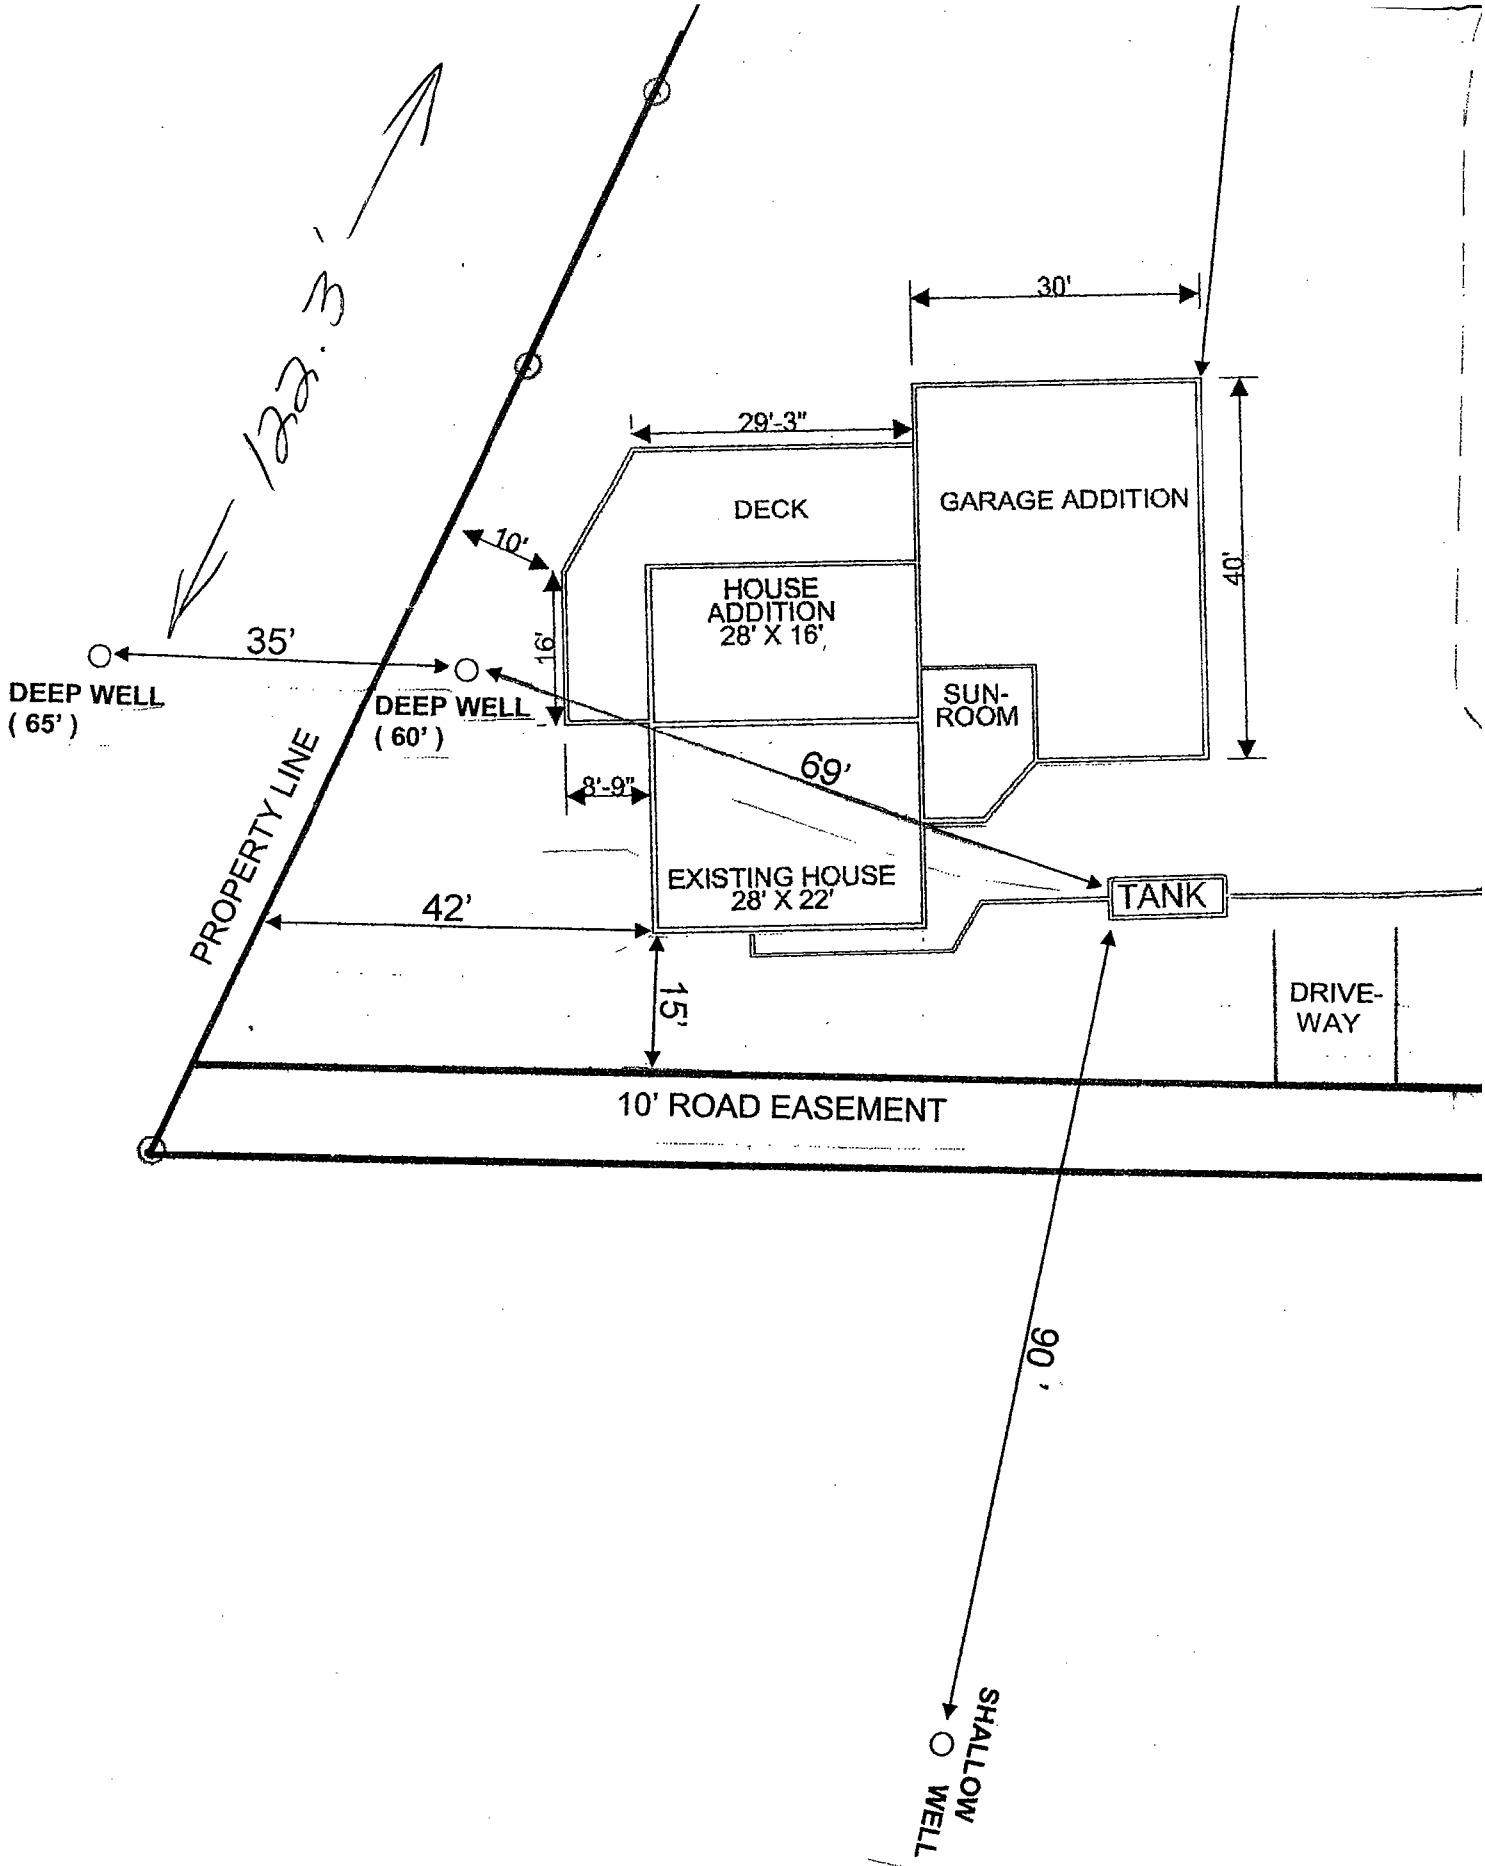 122.3'
30'
29'-3"
DECK
GARAGE ADDITION
10'
40'
HOUSE
ADDITION
28' X 16'
16'
35'
DEEP WELL
( 65' )
DEEP WELL
( 60' )
SUN-
ROOM
PROPERTY LINE
69'
8'-9"
EXISTING HOUSE
28' X 22'
TANK
42'
15'
DRIVE-
WAY
10' ROAD EASEMENT
90'
SHALLOW
WELL